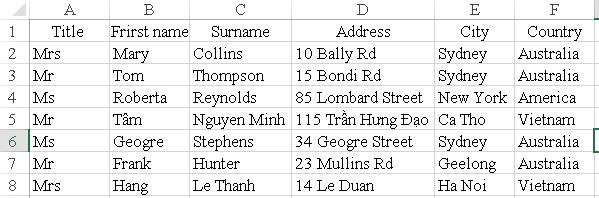 A B C D E F
1 Title Frirst name Surname Address City Country
2 Mrs Mary Collins 10 Bally Rd Sydney Australia
3 Mr Tom Thompson 15 Bondi Rd Sydney Australia
4 Ms Roberta Reynolds 85 Lombard Street New York America
5 Mr Tâm Nguyen Minh 115 Trần Hưng Đạo Ca Tho Vietnam
6 Ms Geogre Stephens 34 Geogre Street Sydney Australia
7 Mr Frank Hunter 23 Mullins Rd Geelong Australia
8 Mrs Hang Le Thanh 14 Le Duan Ha Noi Vietnam